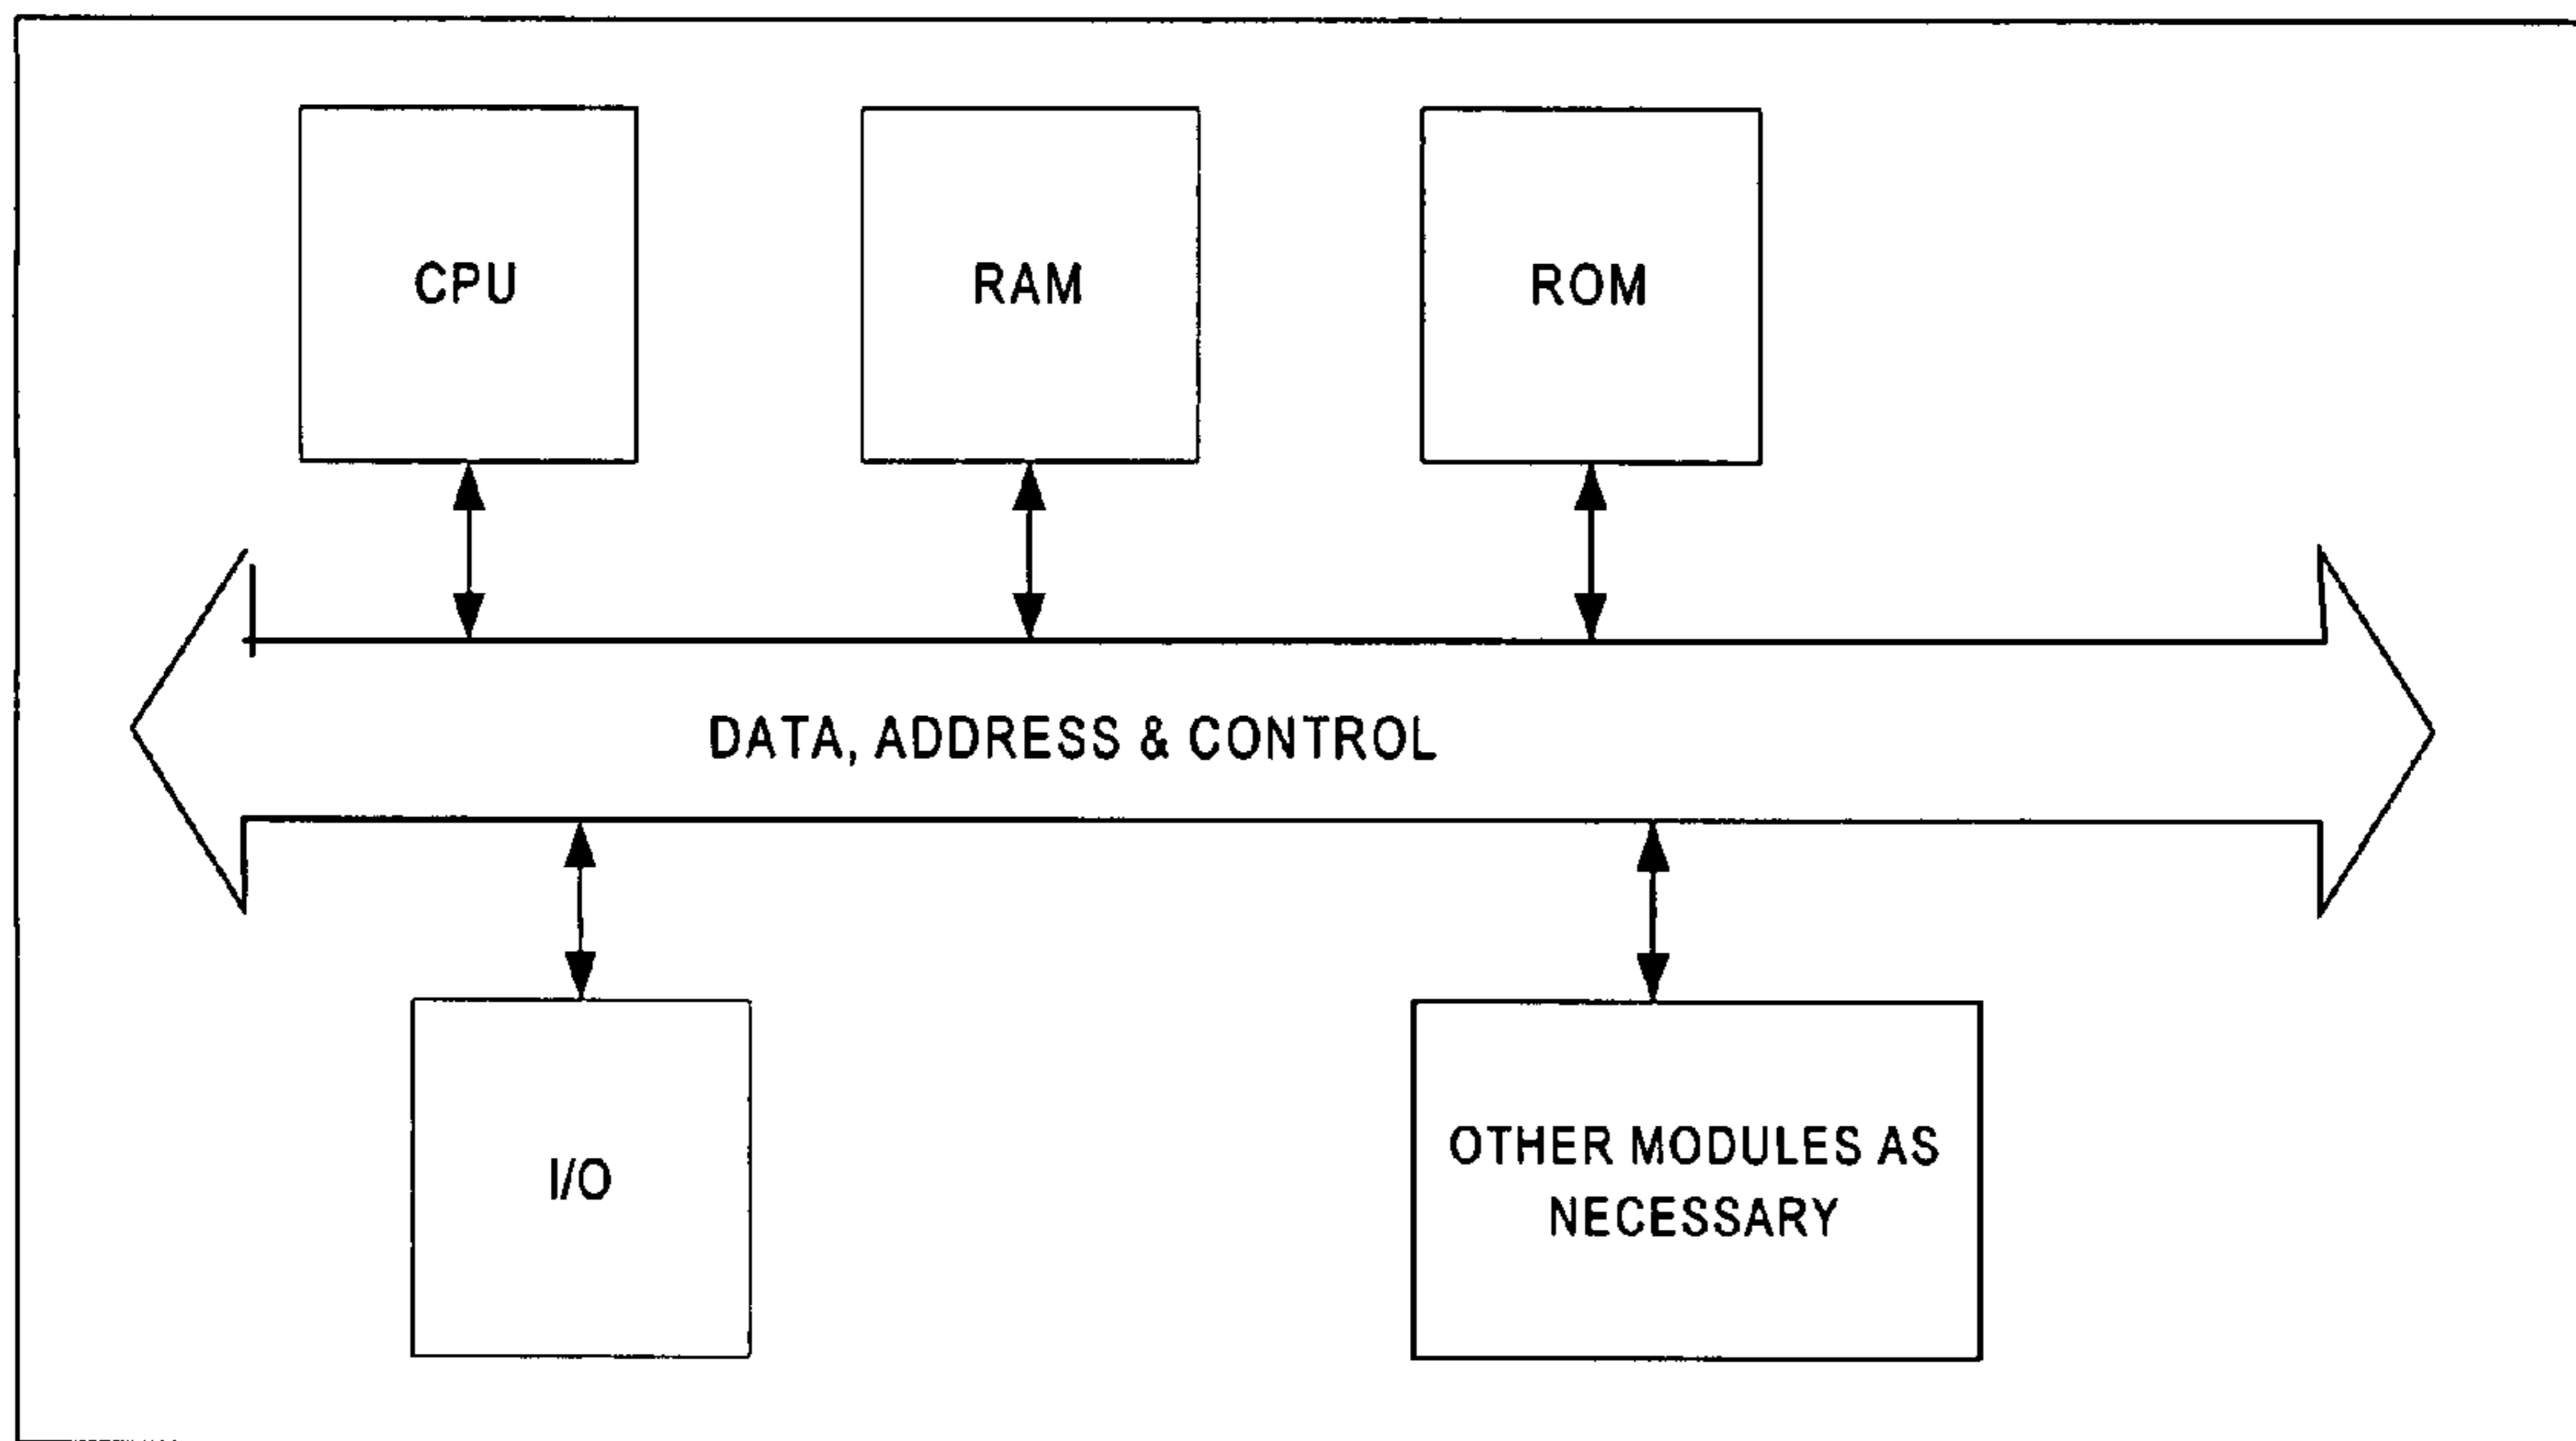 CPU
RAM
ROM
DATA, ADDRESS & CONTROL
I/O
OTHER MODULES AS
NECESSARY